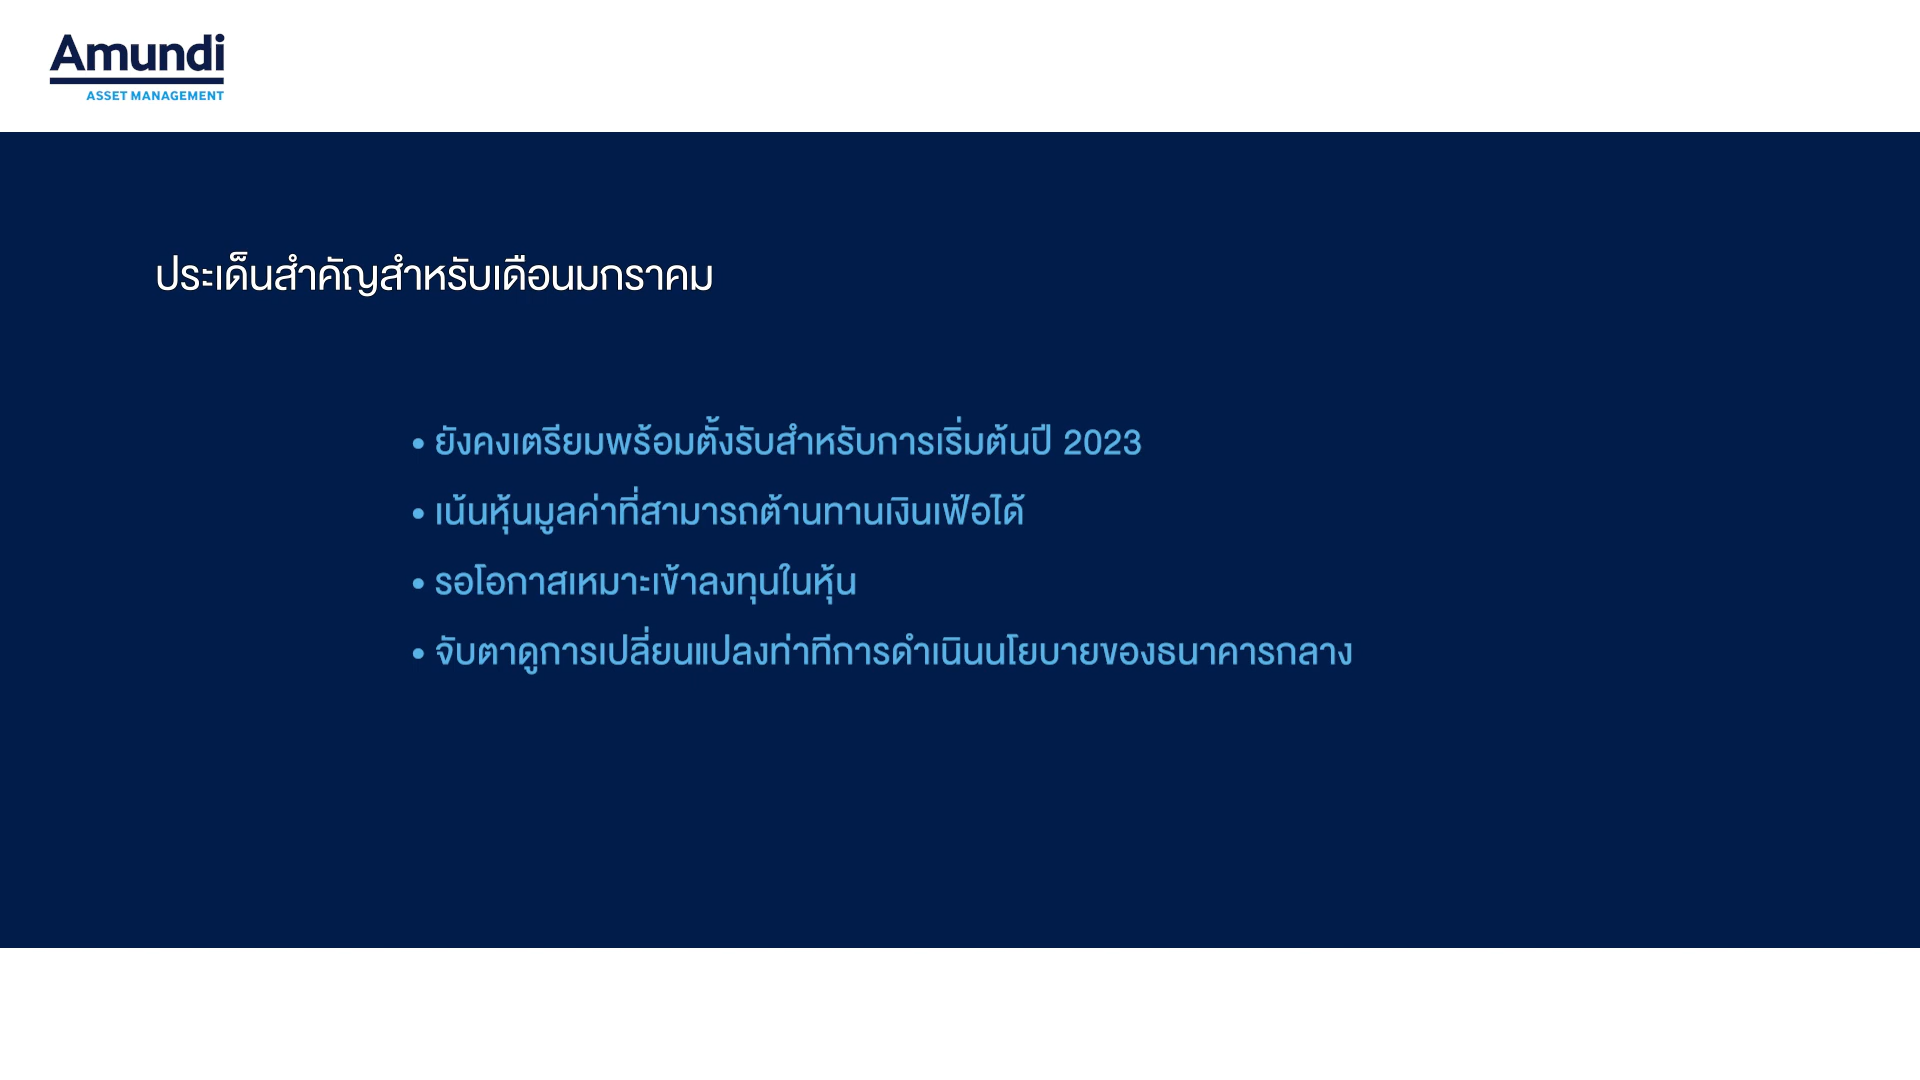 Amundi
ASSET MANAGEMENT
ประเด็นสำคัญสำหรับเดือนมกราคม
• ยังคงเตรียมพร้อมตั้งรับสำหรับการเริ่มต้นปี 2023
• เน้นหุ้นมูลค่าที่สามารถต้านทานเงินเฟ้อได้
• รอโอกาสเหมาะเข้าลงทุนในหุ้น
• จับตาดูการเปลี่ยนแปลงท่าทีการดำเนินนโยบายของธนาคารกลาง